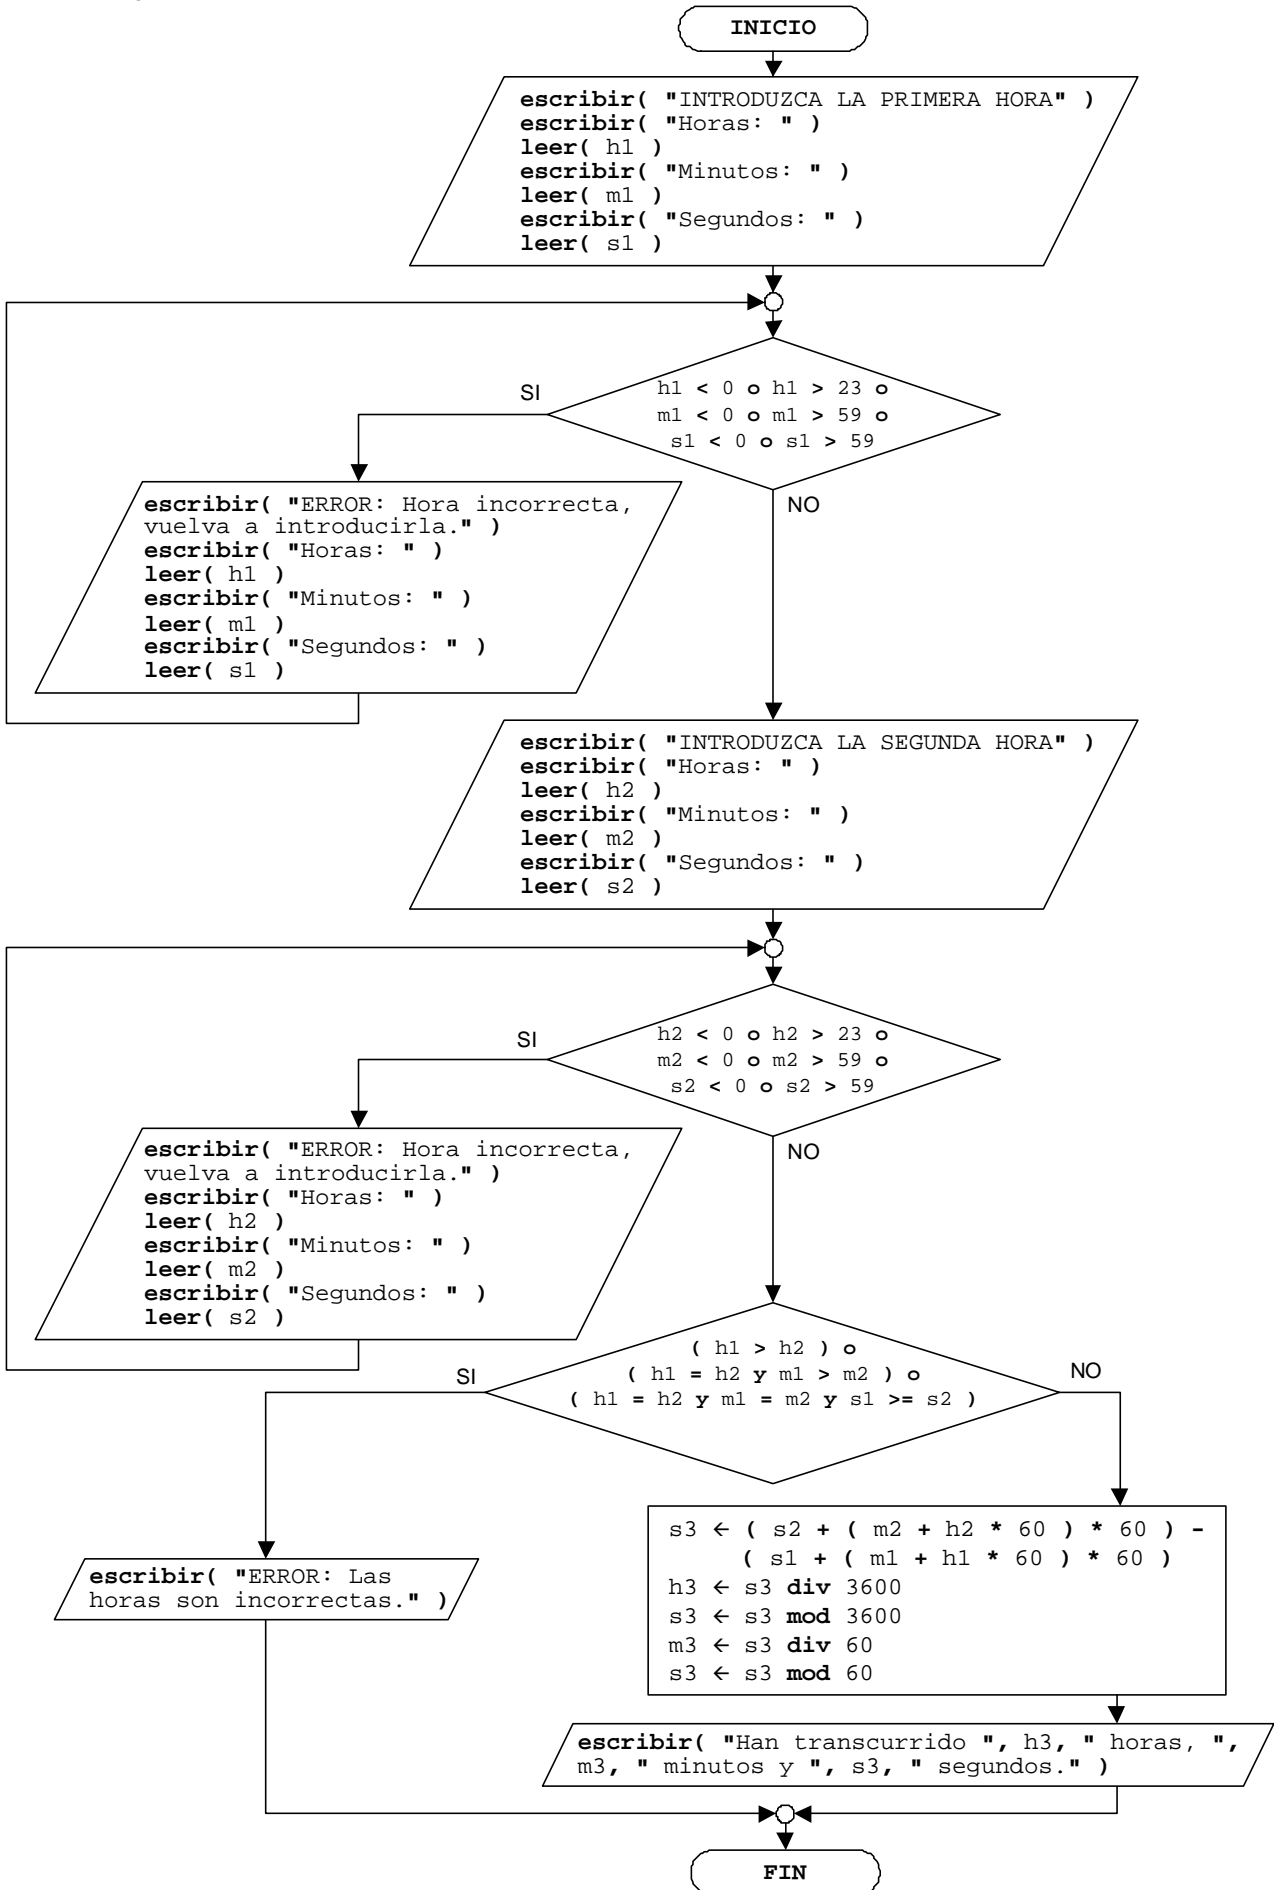 INICIO
escribir( "INTRODUZCA LA PRIMERA HORA" )
escribir( "Horas: " )
leer( h1 )
escribir( "Minutos: " )
leer( m1 )
escribir( "Segundos: " )
leer( s1 )
h1 < 0 o h1 > 23 o
m1 < 0 o m1 > 59 o
s1 < 0 o s1 > 59
SI
NO
escribir( "ERROR: Hora incorrecta,
vuelva a introducirla." )
escribir( "Horas: " )
leer( h1 )
escribir( "Minutos: " )
leer( m1 )
escribir( "Segundos: " )
leer( s1 )
escribir( "INTRODUZCA LA SEGUNDA HORA" )
escribir( "Horas: " )
leer( h2 )
escribir( "Minutos: " )
leer( m2 )
escribir( "Segundos: " )
leer( s2 )
h2 < 0 o h2 > 23 o
m2 < 0 o m2 > 59 o
s2 < 0 o s2 > 59
SI
NO
escribir( "ERROR: Hora incorrecta,
vuelva a introducirla." )
escribir( "Horas: " )
leer( h2 )
escribir( "Minutos: " )
leer( m2 )
escribir( "Segundos: " )
leer( s2 )
( h1 > h2 ) o
( h1 = h2 y m1 > m2 ) o
( h1 = h2 y m1 = m2 y s1 >= s2 )
SI
NO
escribir( "ERROR: Las
horas son incorrectas." )
s3 ← ( s2 + ( m2 + h2 * 60 ) * 60 ) -
( s1 + ( m1 + h1 * 60 ) * 60 )
h3 ← s3 div 3600
s3 ← s3 mod 3600
m3 ← s3 div 60
s3 ← s3 mod 60
escribir( "Han transcurrido ", h3, " horas, ",
m3, " minutos y ", s3, " segundos." )
FIN